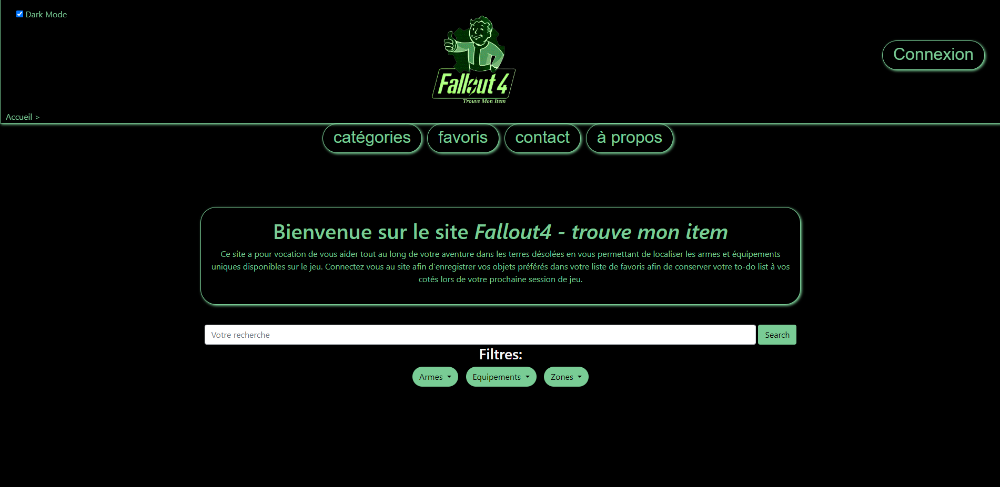 Dark Mode
Fallout 4
Trouve Mon Item
Connexion
Accueil >
catégories
favoris
contact
à propos
Bienvenue sur le site Fallout4 - trouve mon item
Ce site a pour vocation de vous aider tout au long de votre aventure dans les terres désolées en vous permettant de localiser les armes et équipements
uniques disponibles sur le jeu. Connectez vous au site afin d'enregistrer vos objets préférés dans votre liste de favoris afin de conserver votre to-do list à vos
cotés lors de votre prochaine session de jeu.
Votre recherche
Search
Filtres:
Armes
Equipements
Zones